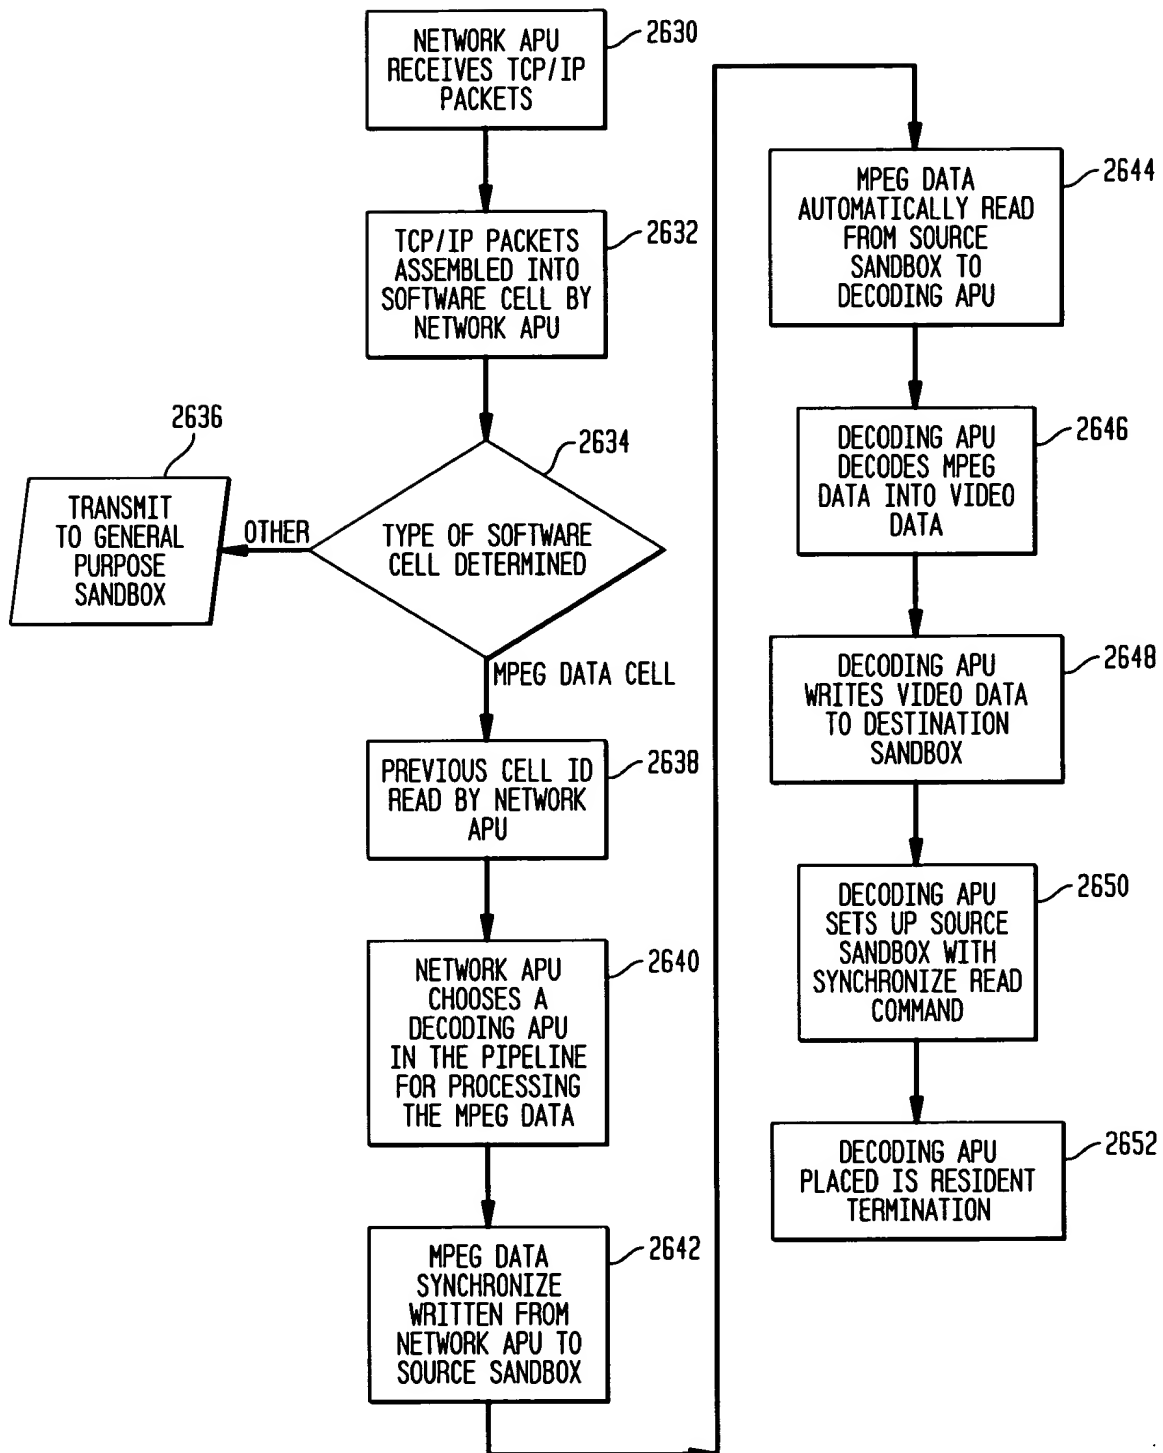 NETWORK APU
RECEIVES TCP/IP
PACKETS
2630
TCP/IP PACKETS
ASSEMBLED INTO
SOFTWARE CELL BY
NETWORK APU
2632
TYPE OF SOFTWARE
CELL DETERMINED
2634
OTHER
TRANSMIT
TO GENERAL
PURPOSE
SANDBOX
2636
MPEG DATA CELL
PREVIOUS CELL ID
READ BY NETWORK
APU
2638
NETWORK APU
CHOOSES A
DECODING APU
IN THE PIPELINE
FOR PROCESSING
THE MPEG DATA
2640
MPEG DATA
SYNCHRONIZE
WRITTEN FROM
NETWORK APU TO
SOURCE SANDBOX
2642
MPEG DATA
AUTOMATICALLY READ
FROM SOURCE
SANDBOX TO
DECODING APU
2644
DECODING APU
DECODES MPEG
DATA INTO VIDEO
DATA
2646
DECODING APU
WRITES VIDEO DATA
TO DESTINATION
SANDBOX
2648
DECODING APU
SETS UP SOURCE
SANDBOX WITH
SYNCHRONIZE READ
COMMAND
2650
DECODING APU
PLACED IS RESIDENT
TERMINATION
2652